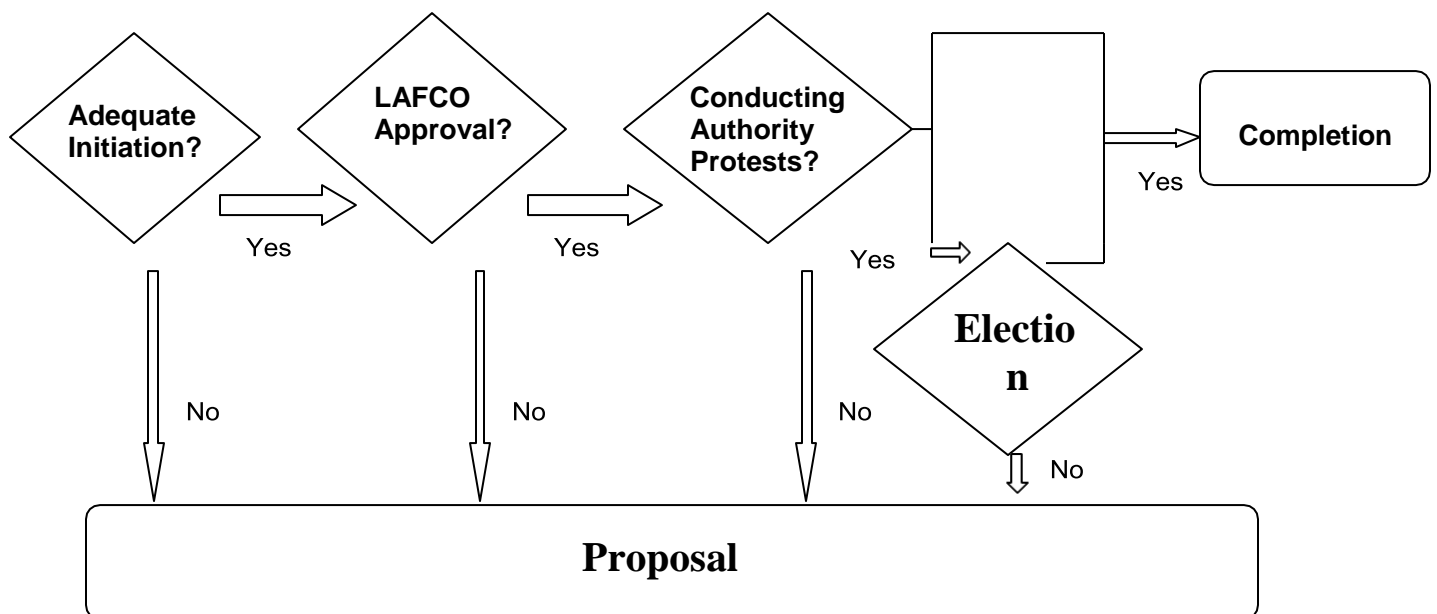 Adequate
Initiation?
LAFCO
Approval?
Conducting
Authority
Protests?
Completion
Yes
Yes
Yes
Yes
Electio
n
No
No
No
No
Proposal